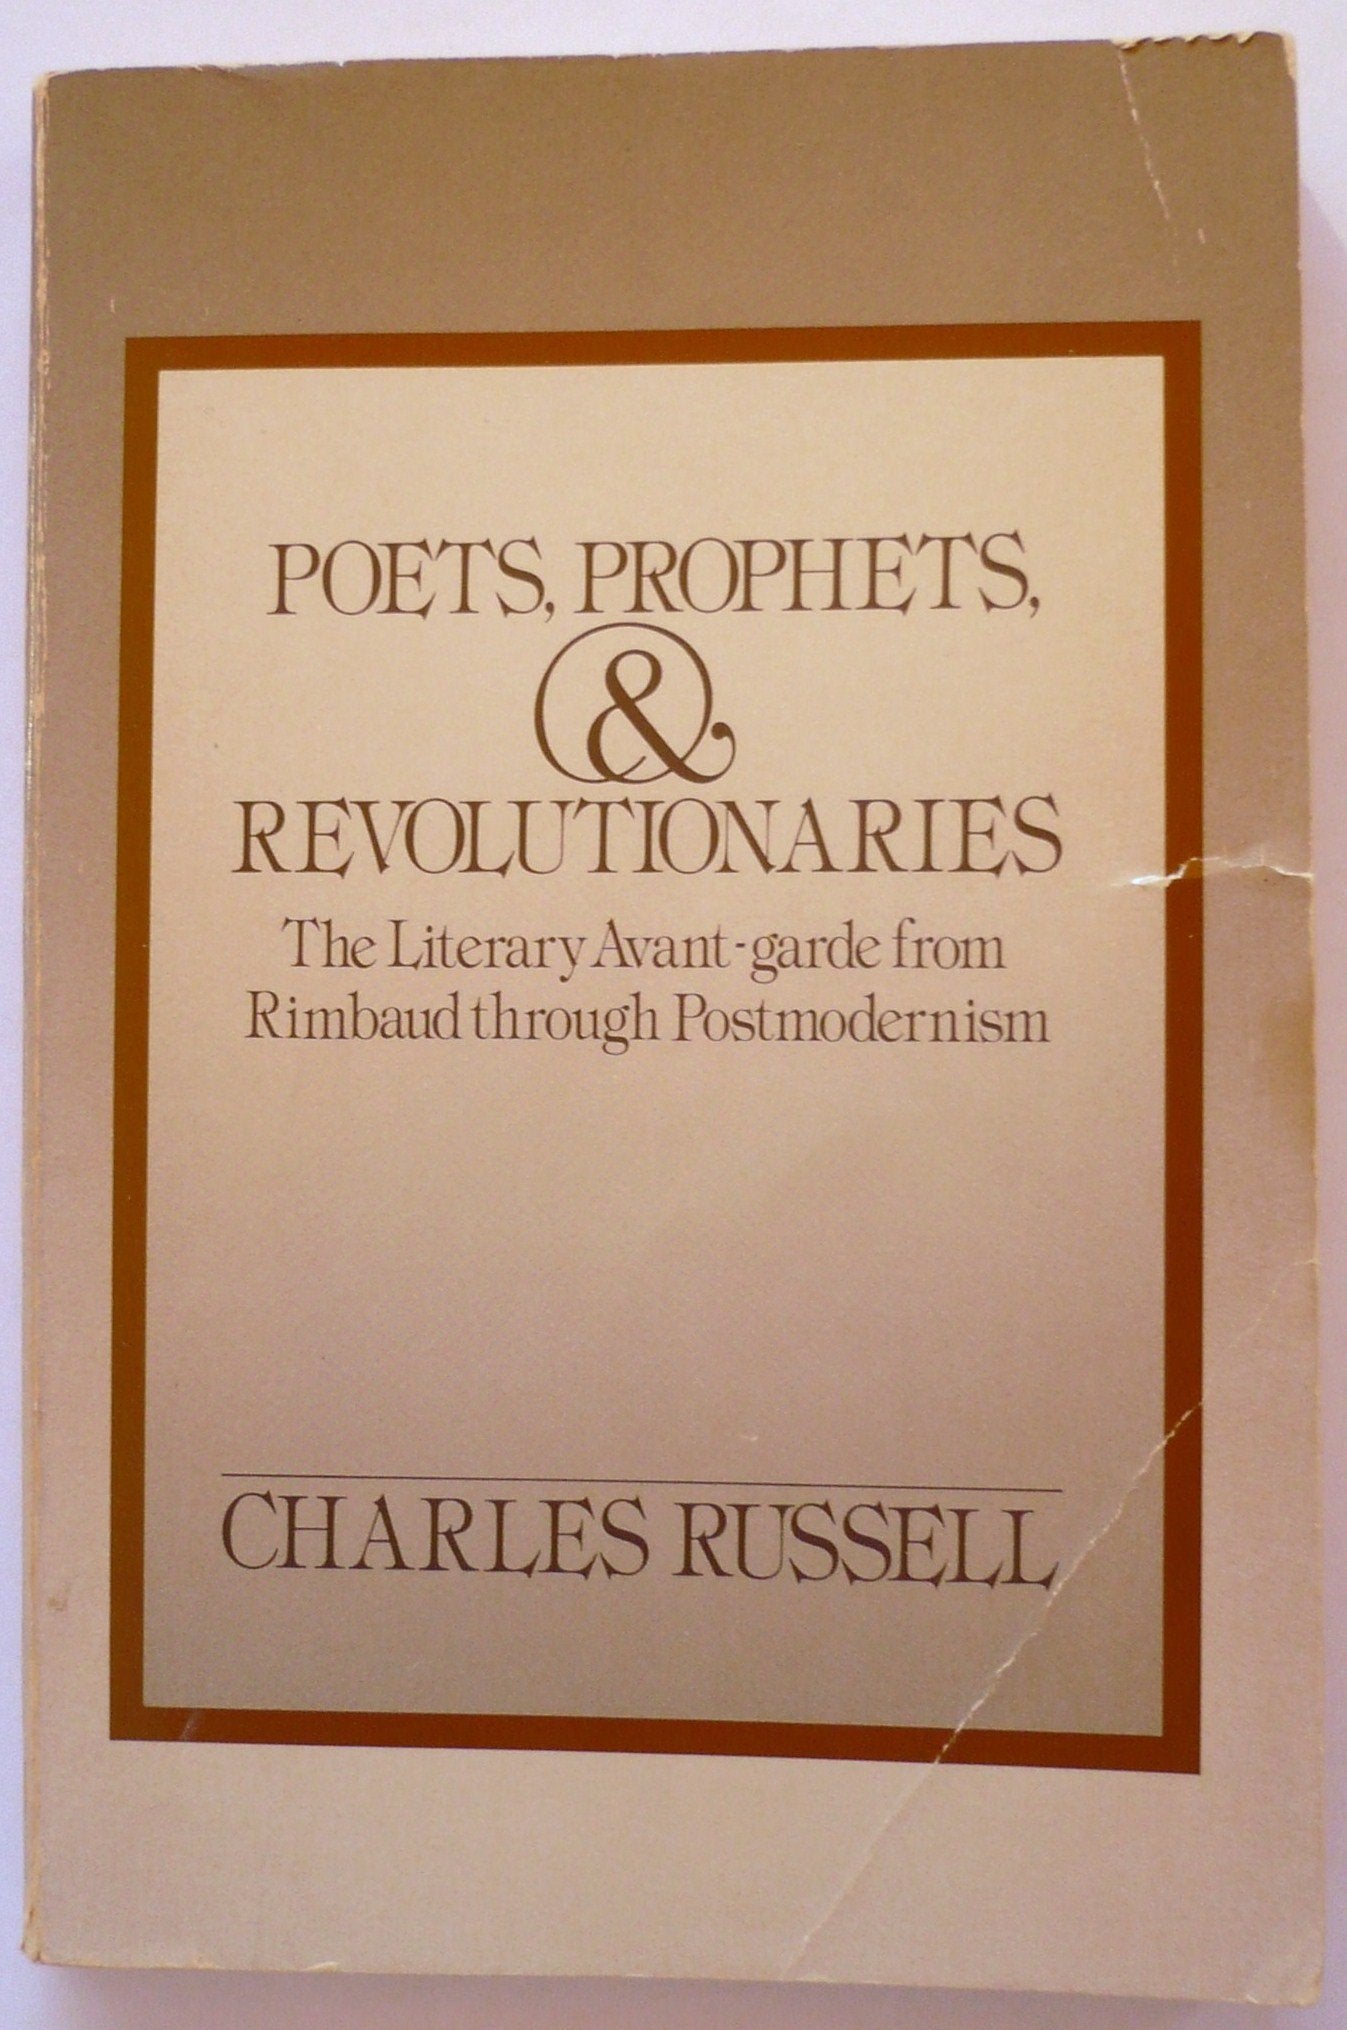 POETS, PROPHETS,
&
REVOLUTIONARIES
The Literary Avant-garde from
Rimbaud through Postmodernism
CHARLES RUSSELL